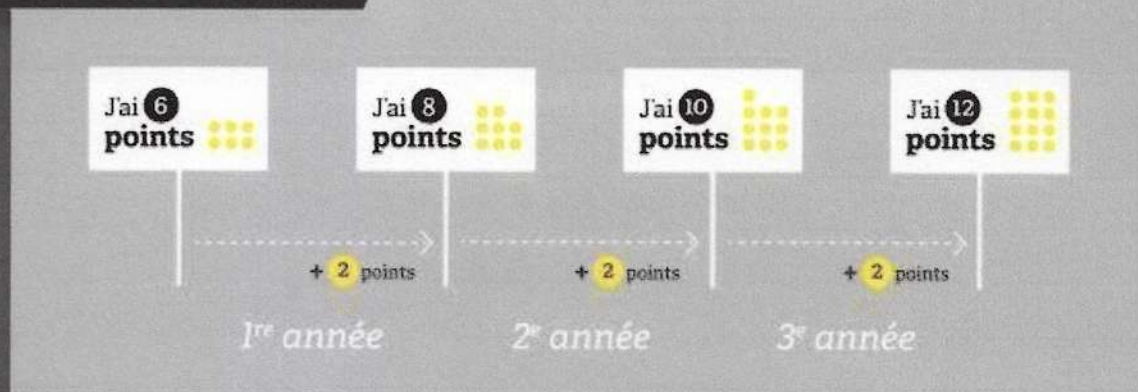 J'ai 6
points
J'ai 8
points
J'ai 10
points
J'ai 12
points
+ 2 points
+ 2 points
+ 2 points
1re année
2e année
3e année